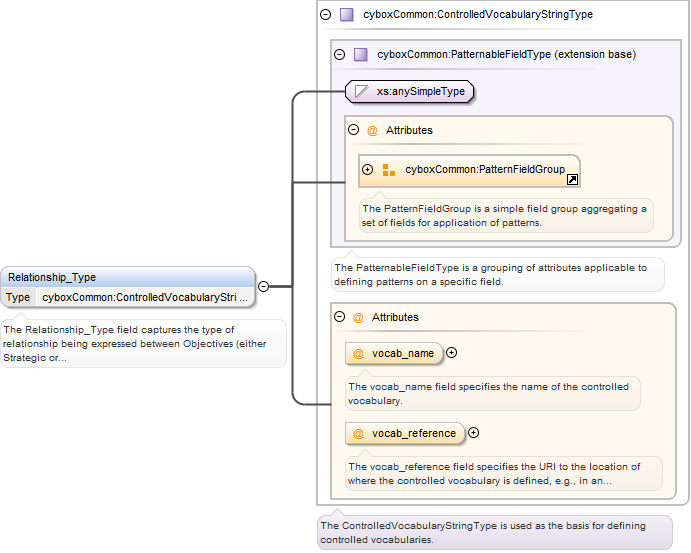 cyboxCommon:ControlledVocabularyStringType
cyboxCommon:PatternableFieldType (extension base)
xs:anySimpleType
@ Attributes
cyboxCommon:PatternFieldGroup
The PatternFieldGroup is a simple field group aggregating a
set of fields for application of patterns.
The PatternableFieldType is a grouping of attributes applicable to
defining patterns on a specific field.
Relationship_Type
Type cyboxCommon:ControlledVocabularyStri ...
The Relationship_Type field captures the type of
relationship being expressed between Objectives (either
Strategic or...
@ Attributes
@ vocab_name
The vocab_name field specifies the name of the controlled
vocabulary.
@ vocab_reference
The vocab_reference field specifies the URI to the location of
where the controlled vocabulary is defined, e.g., in an...
The ControlledVocabularyStringType is used as the basis for defining
controlled vocabularies.